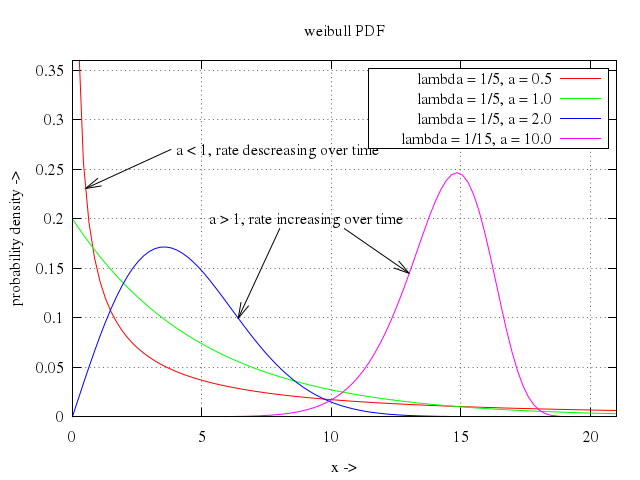 weibull PDF
lambda = 1/5, a = 0.5
lambda = 1/5, a = 1.0
lambda = 1/5, a = 2.0
lambda = 1/15, a = 10.0
a < 1, rate descreasing over time
a > 1, rate increasing over time
probability density ->
0.35
0.3
0.25
0.2
0.15
0.1
0.05
0
0 5 10 15 20
x ->